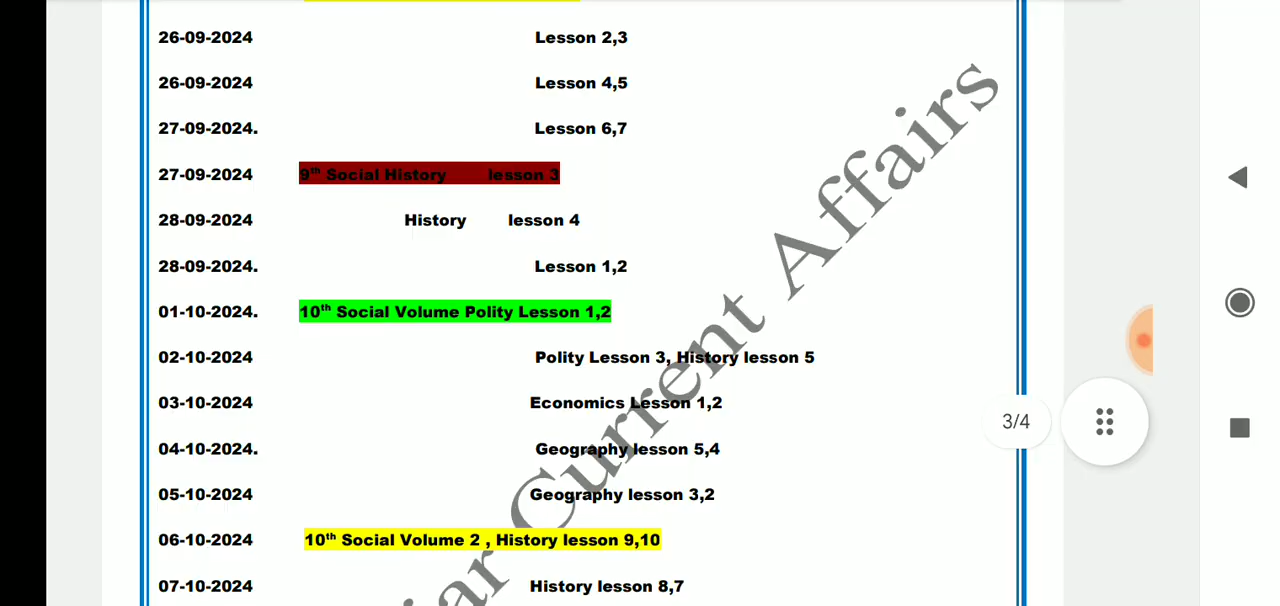 26-09-2024 Lesson 2,3
26-09-2024 Lesson 4,5
27-09-2024. Lesson 6,7
27-09-2024 9th Social History lesson 3
28-09-2024 History lesson 4
28-09-2024. Lesson 1,2
01-10-2024. 10th Social Volume Polity Lesson 1,2
02-10-2024 Polity Lesson 3, History lesson 5
03-10-2024 Economics Lesson 1,2
04-10-2024. Geography lesson 5,4
05-10-2024 Geography lesson 3,2
06-10-2024 10th Social Volume 2 , History lesson 9,10
07-10-2024 History lesson 8,7
ar Current Affairs
3/4